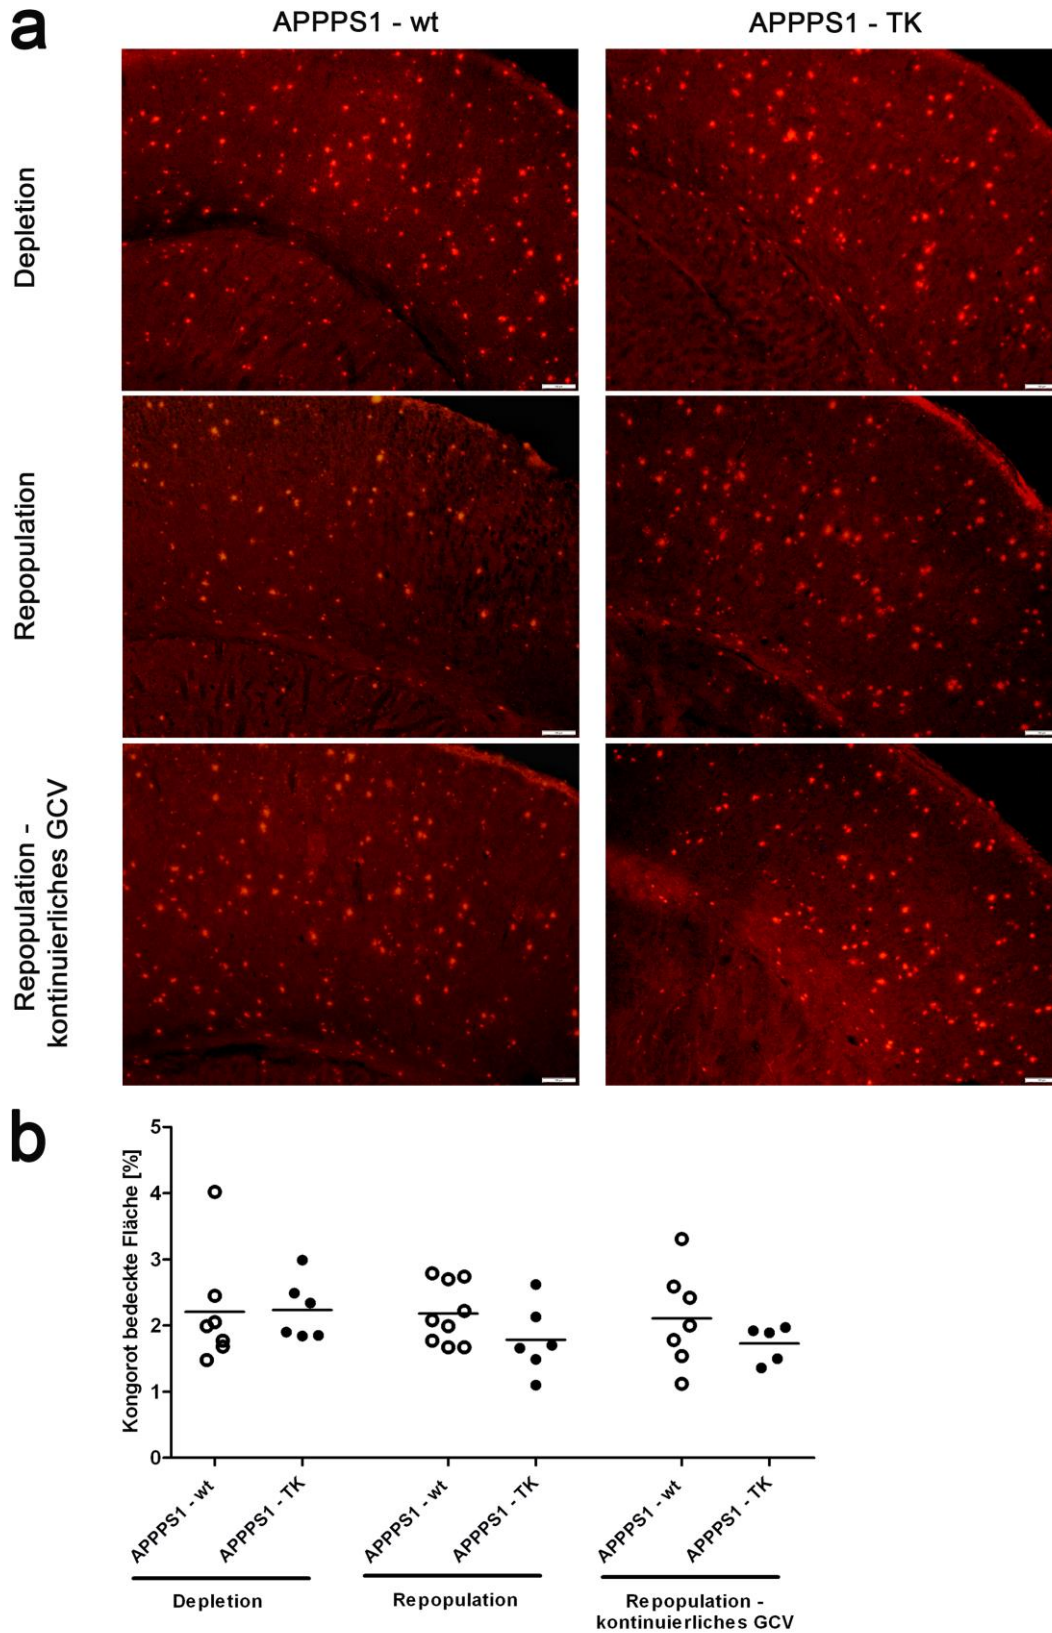 a
APPPS1 - wt
APPPS1 - TK
Depletion
Repopulation
Repopulation -
kontinuierliches GCV
b
Kongorot bedeckte Fläche [%]
5
4
3
2
1
0
APPPS1 - wt
APPPS1 - TK
APPPS1 - wt
APPPS1 - TK
APPPS1 - wt
APPPS1 - TK
Depletion
Repopulation
Repopulation -
kontinuierliches GCV